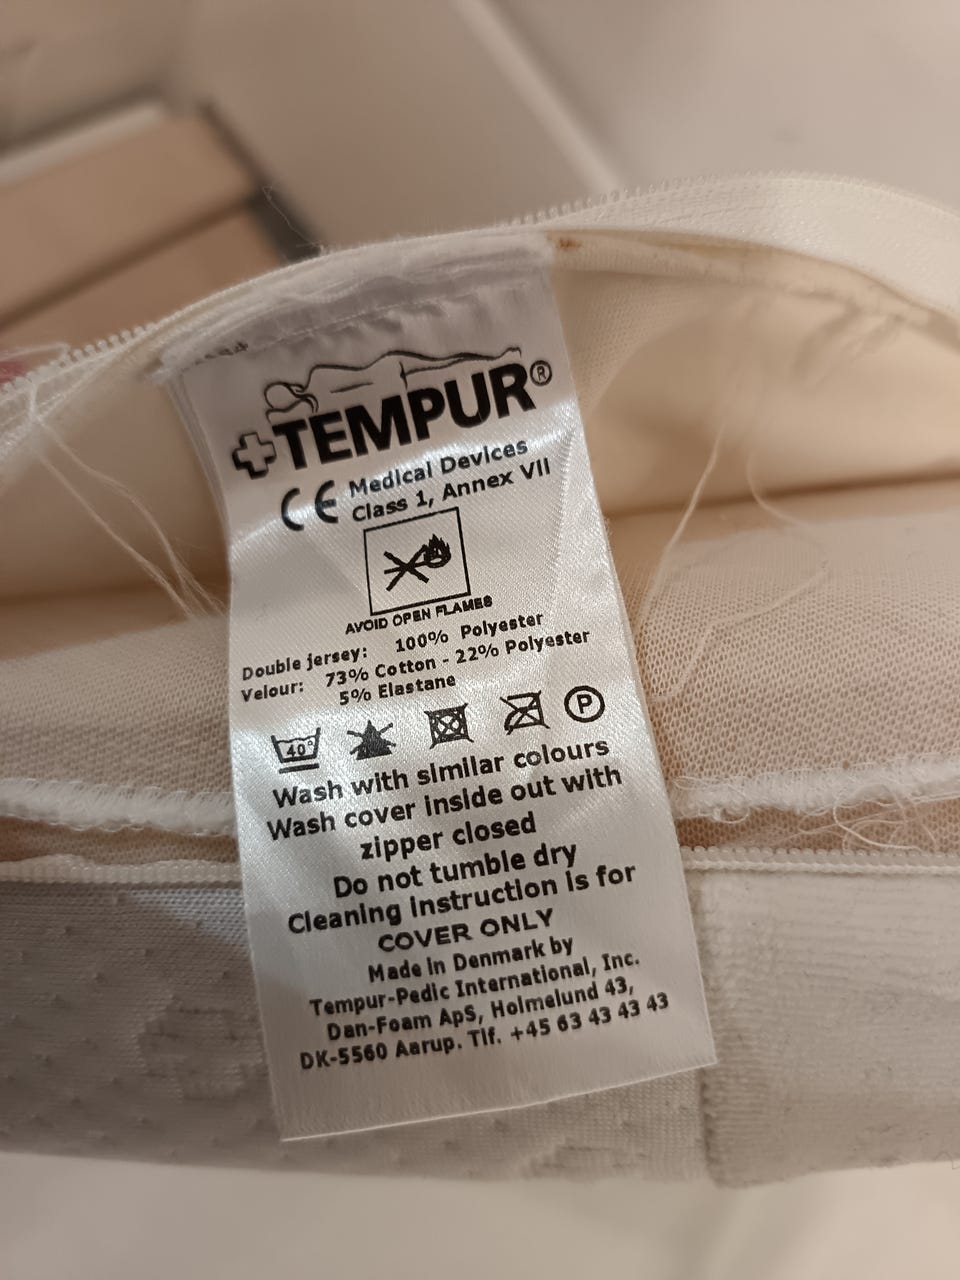 TEMPUR®
CE Medical Devices
Class 1, Annex VII
AVOID OPEN FLAMES
Double jersey: 100% Polyester
Velour: 73% Cotton - 22% Polyester
5% Elastane
40° P
Wash with similar colours
Wash cover inside out with
zipper closed
Do not tumble dry
Cleaning instruction is for
COVER ONLY
Made in Denmark by
Tempur-Pedic International, Inc.
Dan-Foam ApS, Holmelund 43,
DK-5560 Aarup. Tlf. +45 63 43 43 43